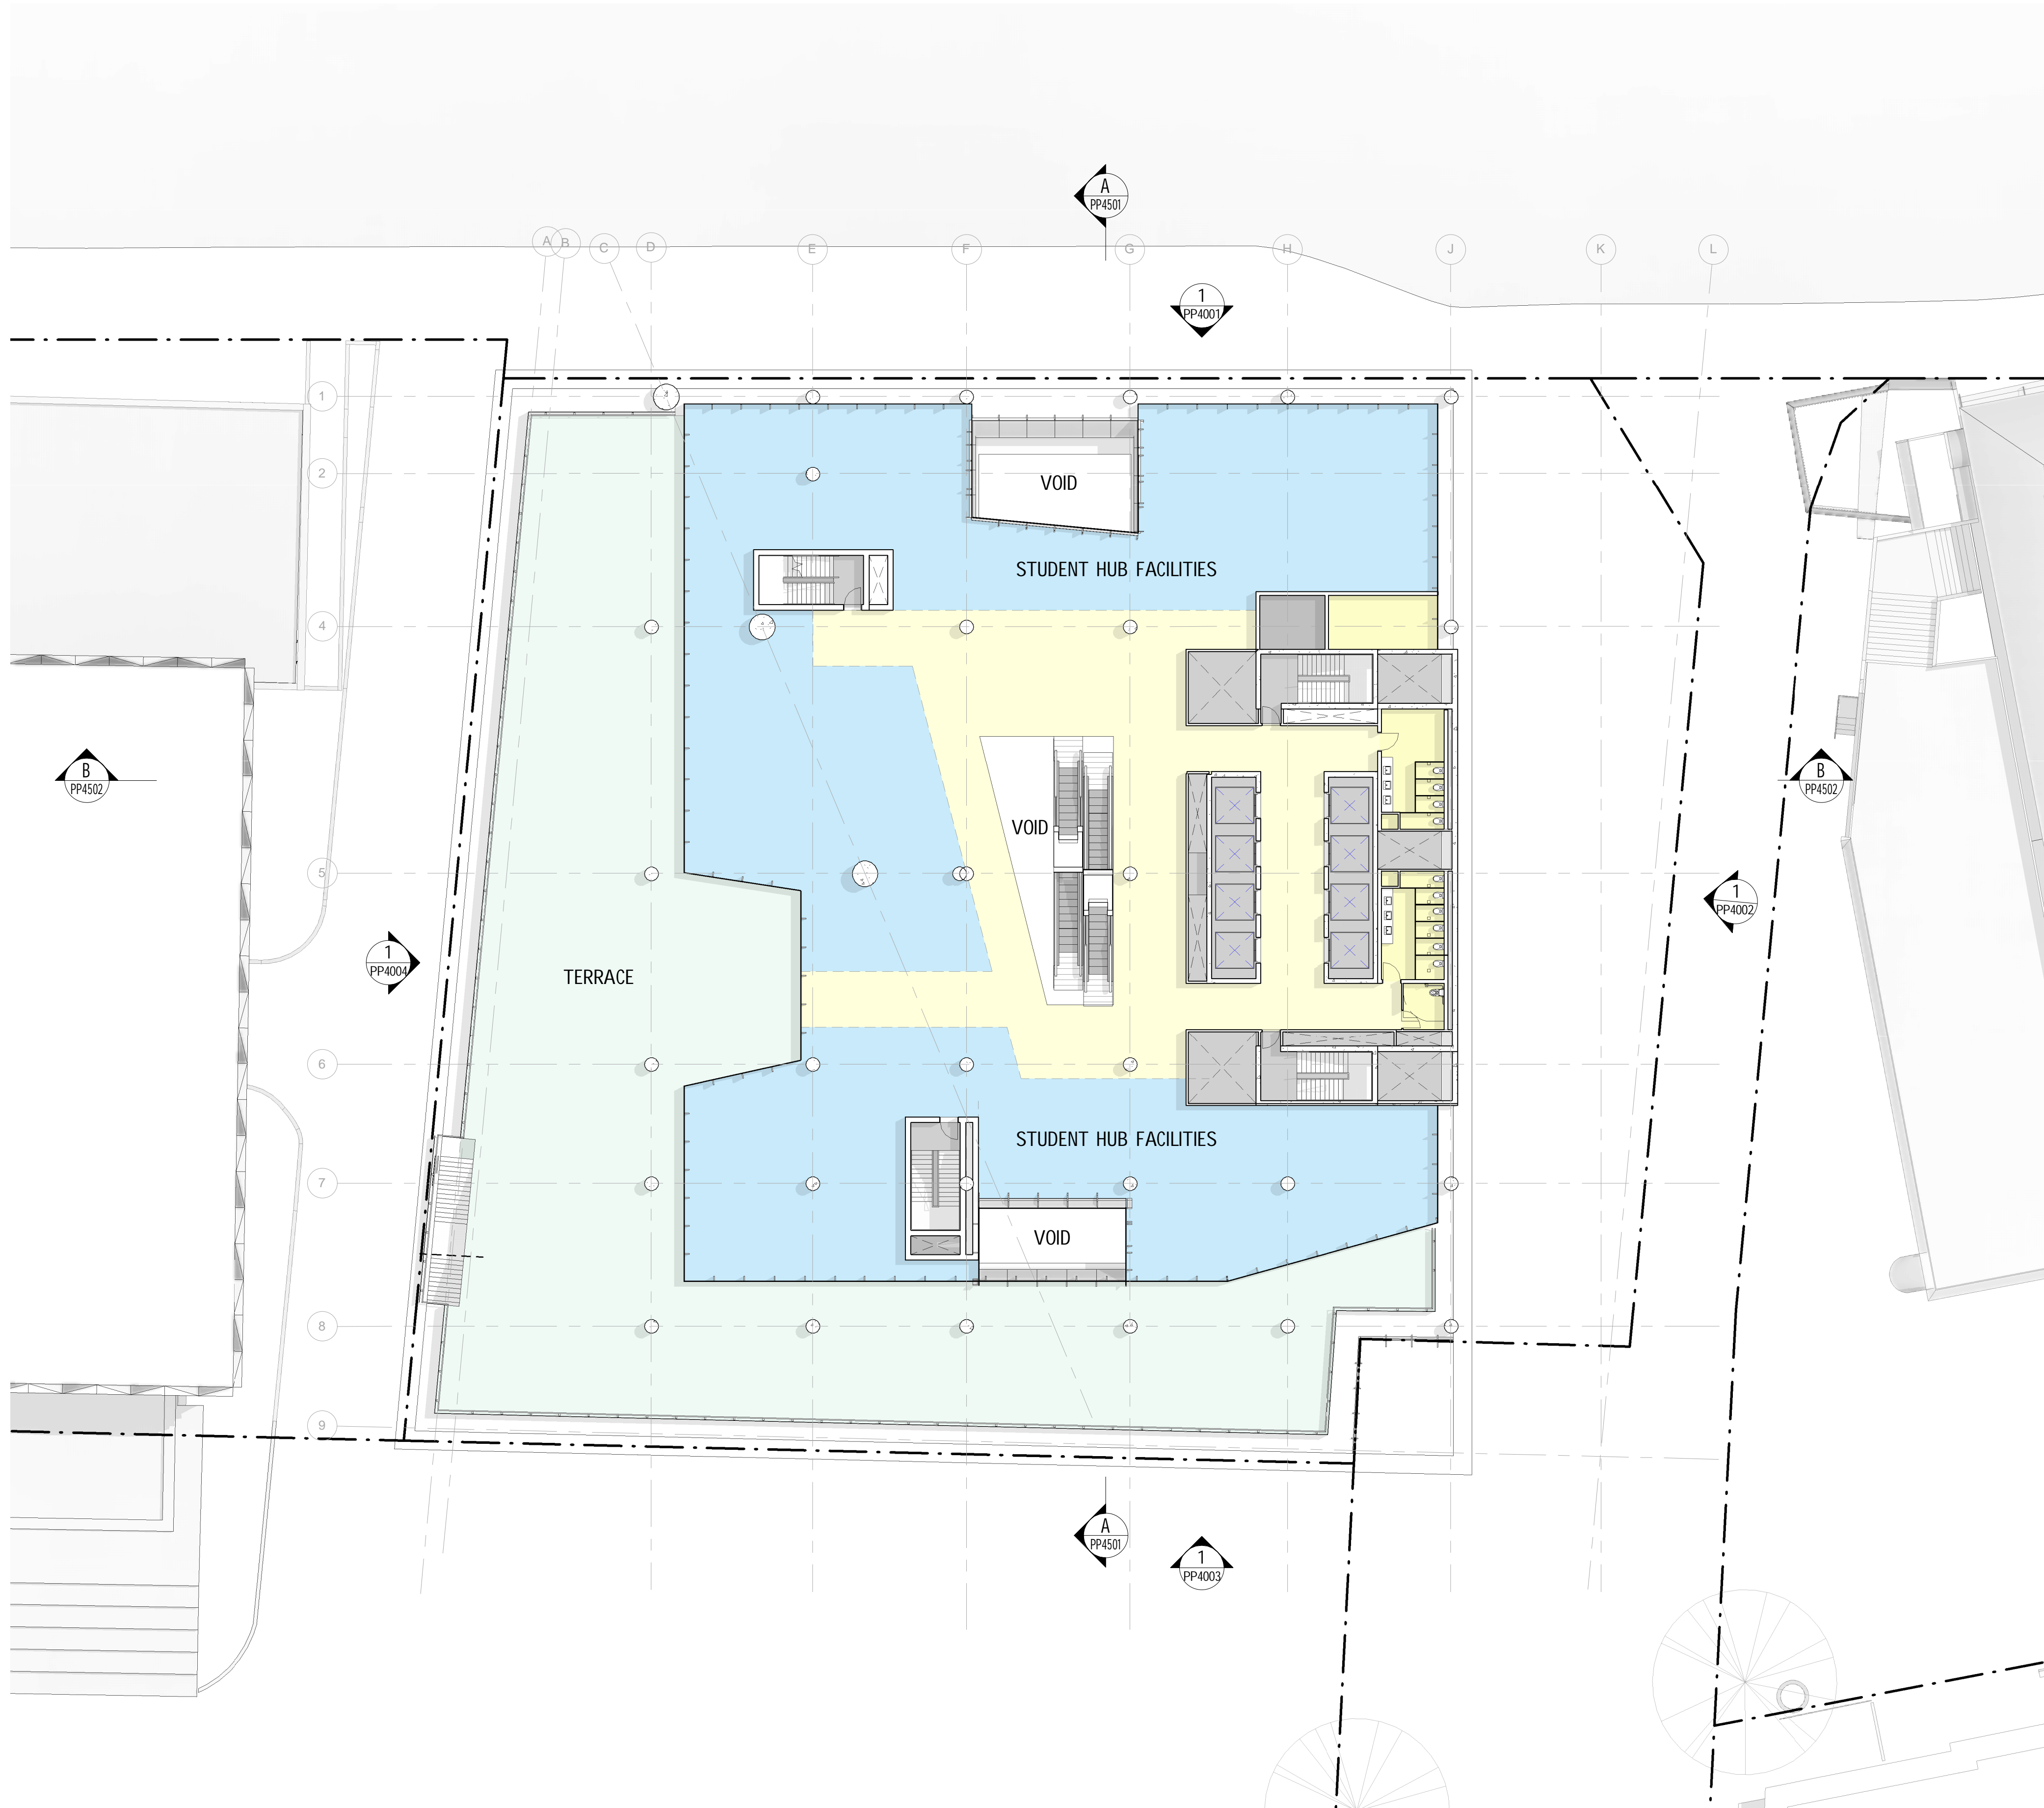 A
PP4501
A
B
C
D
E
F
G
H
J
K
L
1
PP4001
1
2
VOID
STUDENT HUB FACILITIES
4
B
PP4502
B
PP4502
VOID
5
1
PP4002
1
PP4004
TERRACE
6
STUDENT HUB FACILITIES
7
VOID
8
9
A
PP4501
1
PP4003